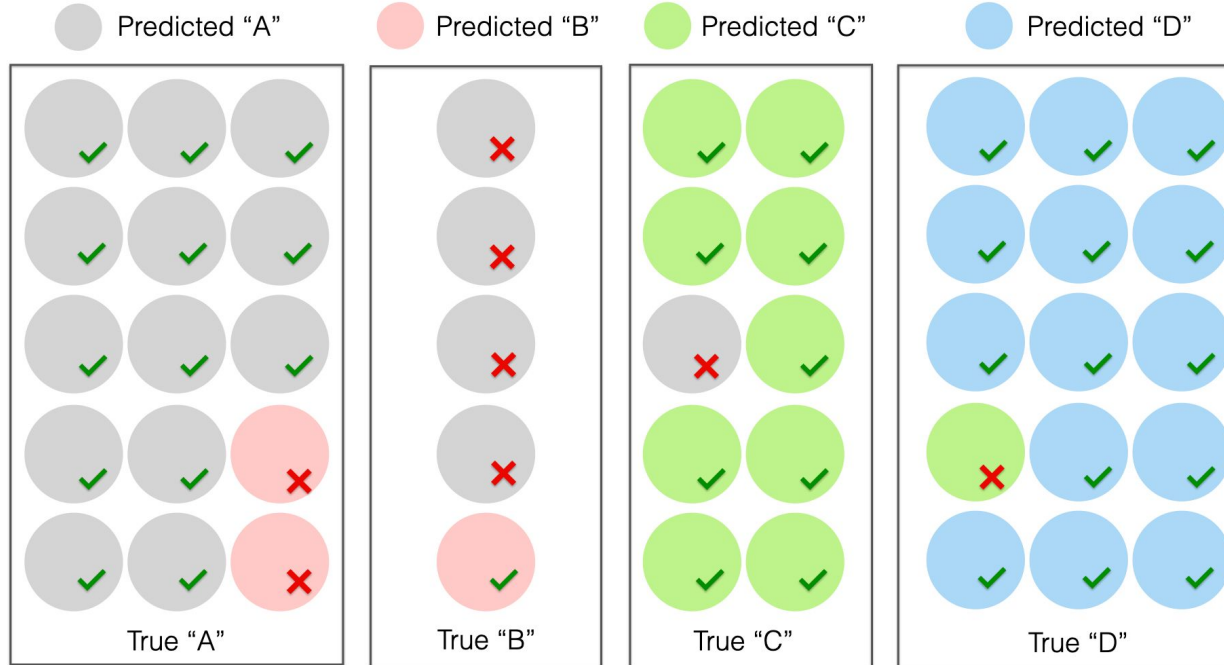 Predicted “A”
Predicted “B”
Predicted “C”
Predicted “D”
True “A”
True “B”
True “C”
True “D”